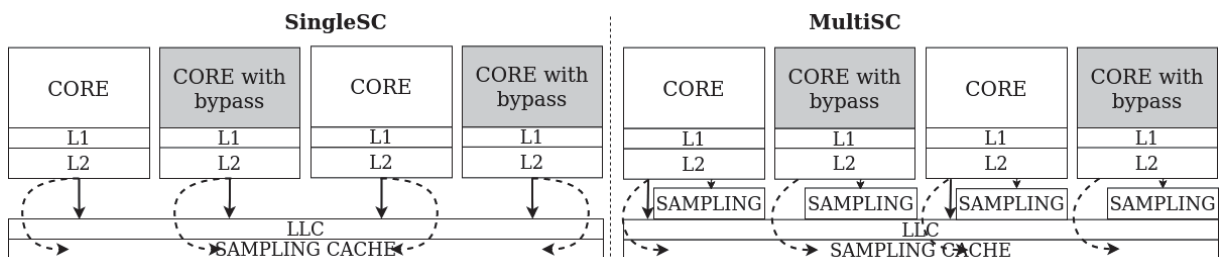 SingleSC
MultiSC
CORE
CORE with
bypass
CORE
CORE with
bypass
CORE
CORE with
bypass
CORE
CORE with
bypass
L1
L1
L1
L1
L1
L1
L1
L1
L2
L2
L2
L2
L2
L2
L2
L2
SAMPLING
SAMPLING
SAMPLING
SAMPLING
LLC
LLC
SAMPLING CACHE
SAMPLING CACHE